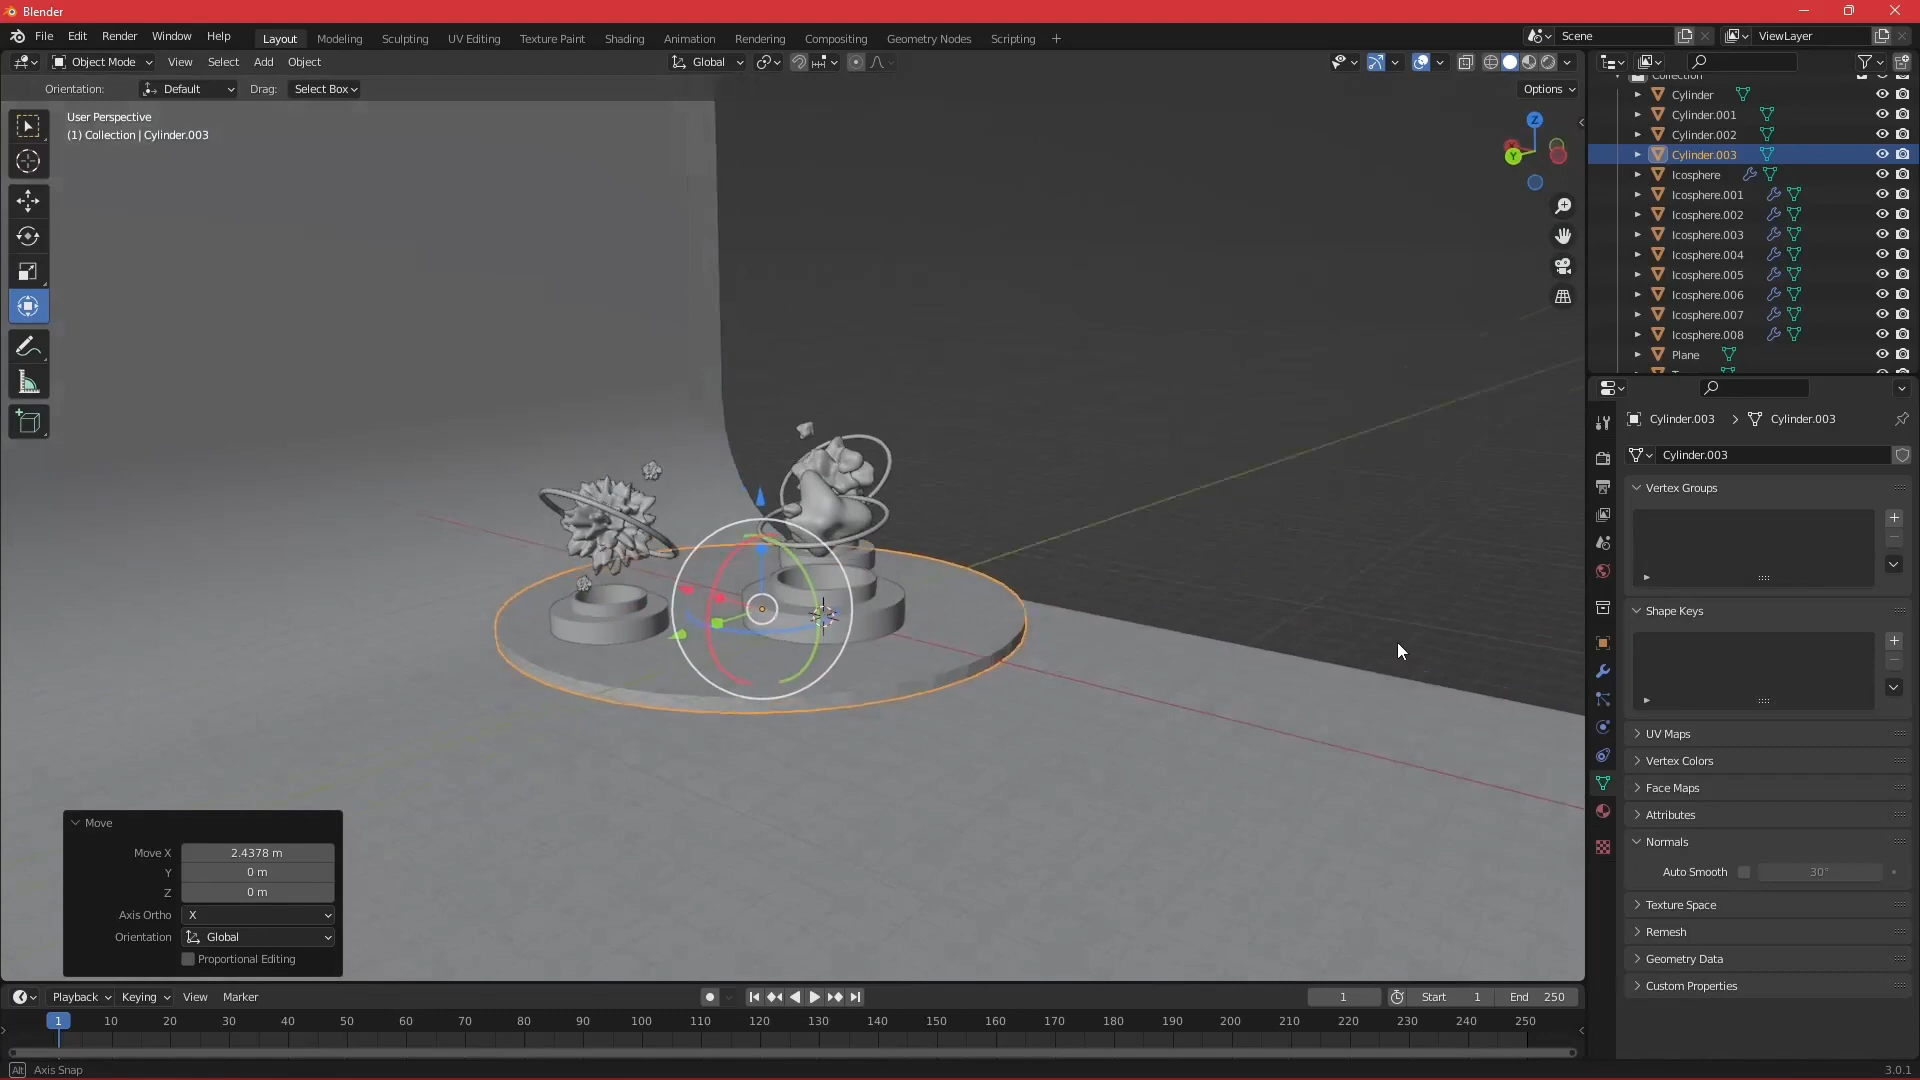 Blender
File Edit Render Window Help Layout Modeling Sculpting UV Editing Texture Paint Shading Animation Rendering Compositing Geometry Nodes Scripting + Scene ViewLayer
Object Mode View Select Add Object Global
Orientation: Default Drag: Select Box Options
User Perspective
(1) Collection | Cylinder.003
Z
Y
Collection
Cylinder
Cylinder.001
Cylinder.002
Cylinder.003
Icosphere
Icosphere.001
Icosphere.002
Icosphere.003
Icosphere.004
Icosphere.005
Icosphere.006
Icosphere.007
Icosphere.008
Plane
Cylinder.003 > Cylinder.003
Cylinder.003
Vertex Groups
Shape Keys
UV Maps
Vertex Colors
Face Maps
Attributes
Normals
Auto Smooth 30°
Texture Space
Remesh
Geometry Data
Custom Properties
Move
Move X 2.4378 m
Y 0 m
Z 0 m
Axis Ortho X
Orientation Global
Proportional Editing
Playback Keying View Marker 1 Start 1 End 250
1 10 20 30 40 50 60 70 80 90 100 110 120 130 140 150 160 170 180 190 200 210 220 230 240 250
Alt Axis Snap 3.0.1